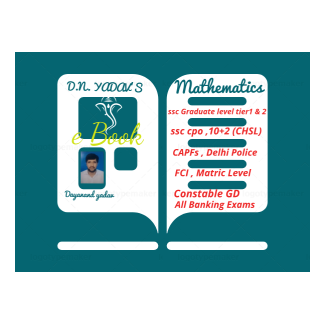 D.N. YADAV'S
e Book
Dayanand yadav
Mathematics
ssc Graduate level tier1 & 2
ssc cpo ,10+2 (CHSL)
CAPFs , Delhi Police
FCI , Matric Level
Constable GD
All Banking Exams